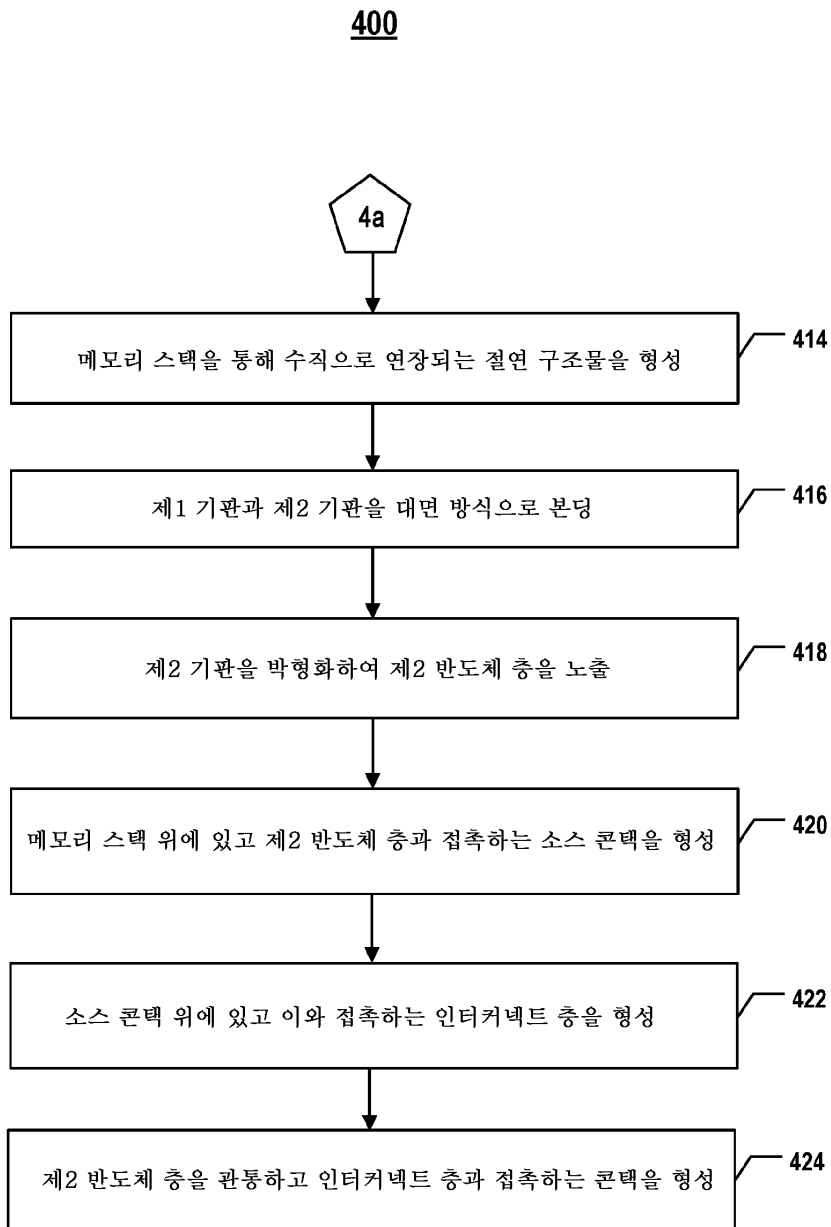 400
4a
메모리 스택을 통해 수직으로 연장되는 절연 구조물을 형성
414
제1 기판과 제2 기판을 대면 방식으로 본딩
416
제2 기판을 박형화하여 제2 반도체 층을 노출
418
메모리 스택 위에 있고 제2 반도체 층과 접촉하는 소스 콘택을 형성
420
소스 콘택 위에 있고 이와 접촉하는 인터커넥트 층을 형성
422
제2 반도체 층을 관통하고 인터커넥트 층과 접촉하는 콘택을 형성
424